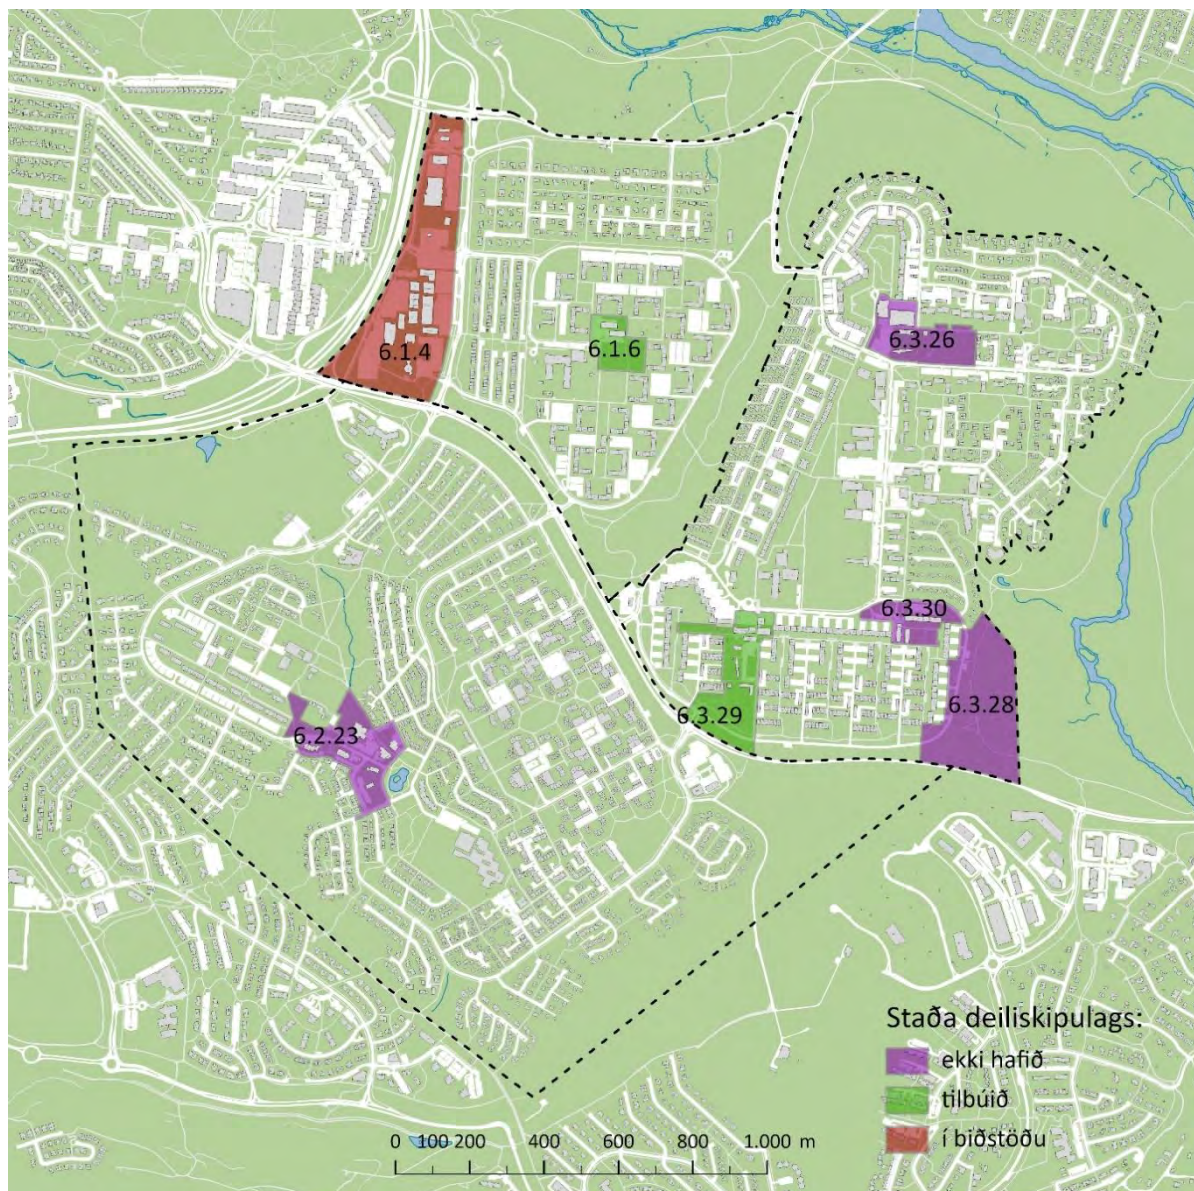 6.1.4
6.1.6
6.3.26
6.3.30
6.3.28
6.3.29
6.2.23
Staða deiliskipulags:
ekki hafið
tilbúið
í biðstöðu
0 100 200 400 600 800 1.000 m